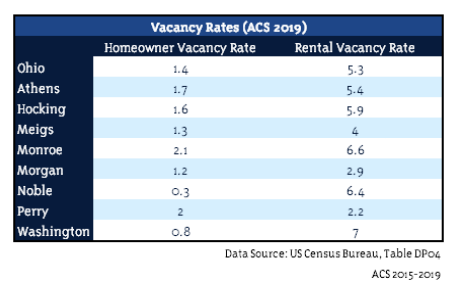 Vacancy Rates (ACS 2019)
Homeowner Vacancy Rate Rental Vacancy Rate
Ohio 1.4 5.3
Athens 1.7 5.4
Hocking 1.6 5.9
Meigs 1.3 4
Monroe 2.1 6.6
Morgan 1.2 2.9
Noble 0.3 6.4
Perry 2 2.2
Washington 0.8 7
Data Source: US Census Bureau, Table DP04
ACS 2015-2019